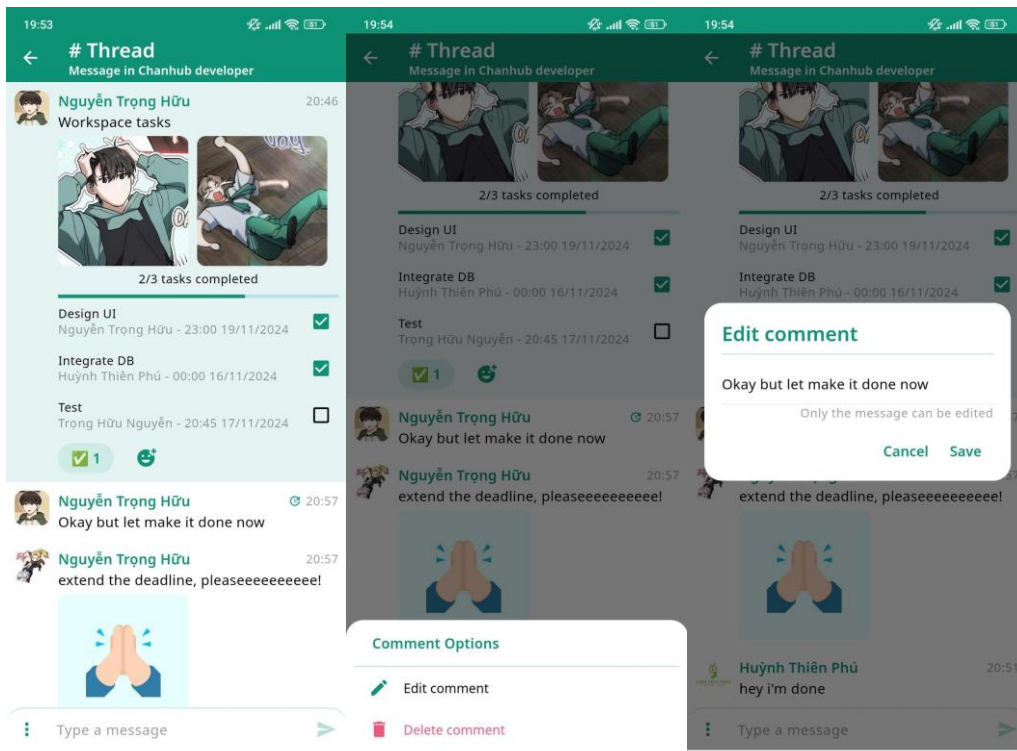 19:53
81
# Thread
Message in Chanhub developer
Nguyễn Trọng Hữu 20:46
Workspace tasks
2/3 tasks completed
Design UI
Nguyễn Trọng Hữu - 23:00 19/11/2024
Integrate DB
Huỳnh Thiên Phú - 00:00 16/11/2024
Test
Trọng Hữu Nguyễn - 20:45 17/11/2024
1
Nguyễn Trọng Hữu 20:57
Okay but let make it done now
Nguyễn Trọng Hữu 20:57
extend the deadline, pleaseeeeeeeeee!
Type a message
19:54
81
# Thread
Message in Chanhub developer
2/3 tasks completed
Design UI
Nguyễn Trọng Hữu - 23:00 19/11/2024
Integrate DB
Huỳnh Thiên Phú - 00:00 16/11/2024
Test
Trọng Hữu Nguyễn - 20:45 17/11/2024
1
Nguyễn Trọng Hữu 20:57
Okay but let make it done now
Nguyễn Trọng Hữu 20:57
extend the deadline, pleaseeeeeeeeee!
Comment Options
Edit comment
Delete comment
19:54
81
# Thread
Message in Chanhub developer
2/3 tasks completed
Design UI
Nguyễn Trọng Hữu - 23:00 19/11/2024
Integrate DB
Huỳnh Thiên Phú - 00:00 16/11/2024
Edit comment
Okay but let make it done now
Only the message can be edited
Cancel Save
extend the deadline, pleaseeeeeeeeee!
Huỳnh Thiên Phú 20:51
hey i'm done
Type a message